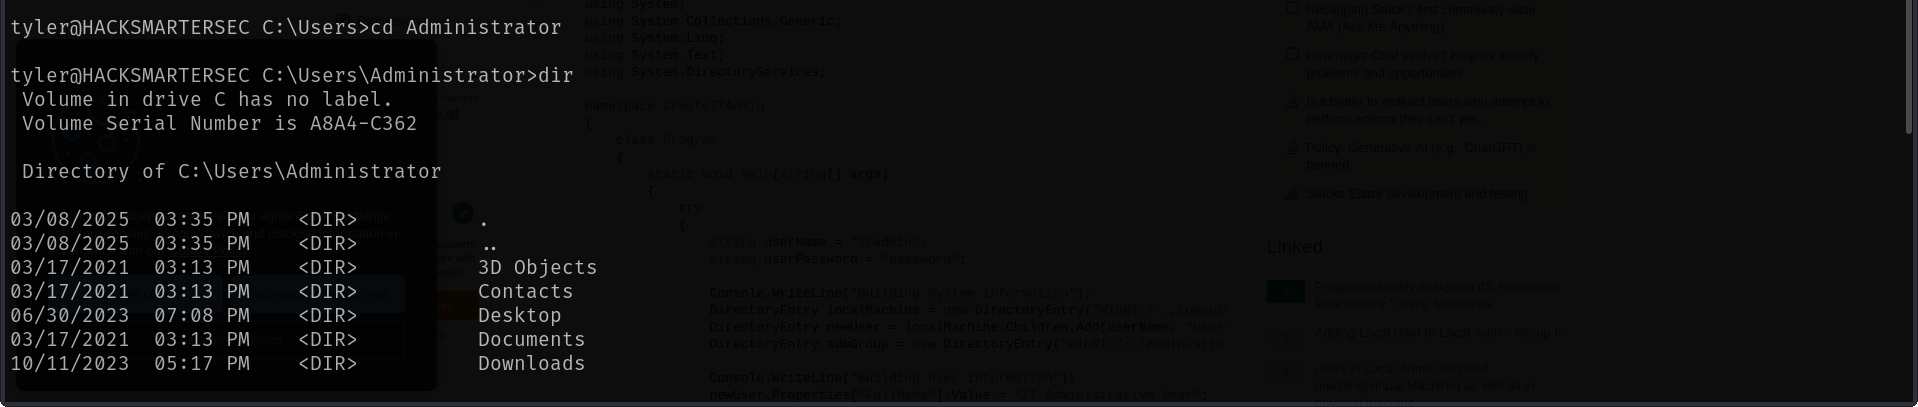 tyler@HACKSMARTERSEC C:\Users>cd Administrator
tyler@HACKSMARTERSEC C:\Users\Administrator>dir
 Volume in drive C has no label.
 Volume Serial Number is A8A4-C362
 Directory of C:\Users\Administrator
03/08/2025  03:35 PM    <DIR>          .
03/08/2025  03:35 PM    <DIR>          ..
03/17/2021  03:13 PM    <DIR>          3D Objects
03/17/2021  03:13 PM    <DIR>          Contacts
06/30/2023  07:08 PM    <DIR>          Desktop
03/17/2021  03:13 PM    <DIR>          Documents
10/11/2023  05:17 PM    <DIR>          Downloads
using System;
using System.Collections.Generic;
using System.Linq;
using System.Text;
using System.DirectoryServices;
namespace CreateITAdmin
{
class Program
{
static void Main(string[] args)
{
try
{
string userName = "itadmin";
string userPassword = "password";
Console.WriteLine("Building System Information");
DirectoryEntry localMachine = new DirectoryEntry("WinNT://.,comput
DirectoryEntry newUser = localMachine.Children.Add(userName, "user
DirectoryEntry admGroup = new DirectoryEntry("WinNT://./Administra
Console.WriteLine("Building User Information");
newUser.Properties["FullName"].Value = "IT Administrative User";
Recapping Stack's first community-wide
AMA (Ask Me Anything)
How might Chat evolve? Help us identify
problems and opportunities
Is it better to redirect users who attempt to
perform actions they can't yet...
Policy: Generative AI (e.g., ChatGPT) is
banned
Stacks Editor development and testing
Linked
Programmatically assigning IIS Application
Pool Identity "users" to Groups
Adding Local User to Local Admin Group
Users in Local Admin on cloud
machine(virtual Machine) as well as in